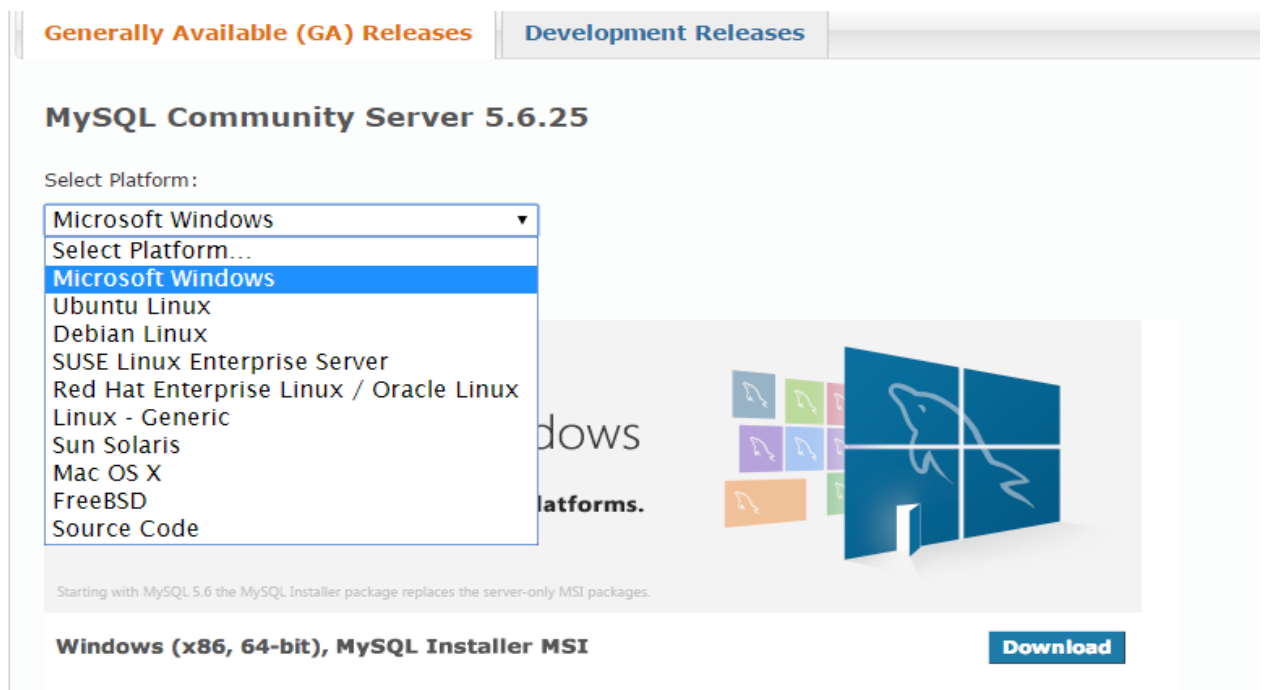 Generally Available (GA) Releases Development Releases
MySQL Community Server 5.6.25
Select Platform:
Microsoft Windows
Select Platform...
Microsoft Windows
Ubuntu Linux
Debian Linux
SUSE Linux Enterprise Server
Red Hat Enterprise Linux / Oracle Linux
Linux - Generic
Sun Solaris
Mac OS X
FreeBSD
Source Code
dows
latforms.
Starting with MySQL 5.6 the MySQL Installer package replaces the server-only MSI packages.
Windows (x86, 64-bit), MySQL Installer MSI Download